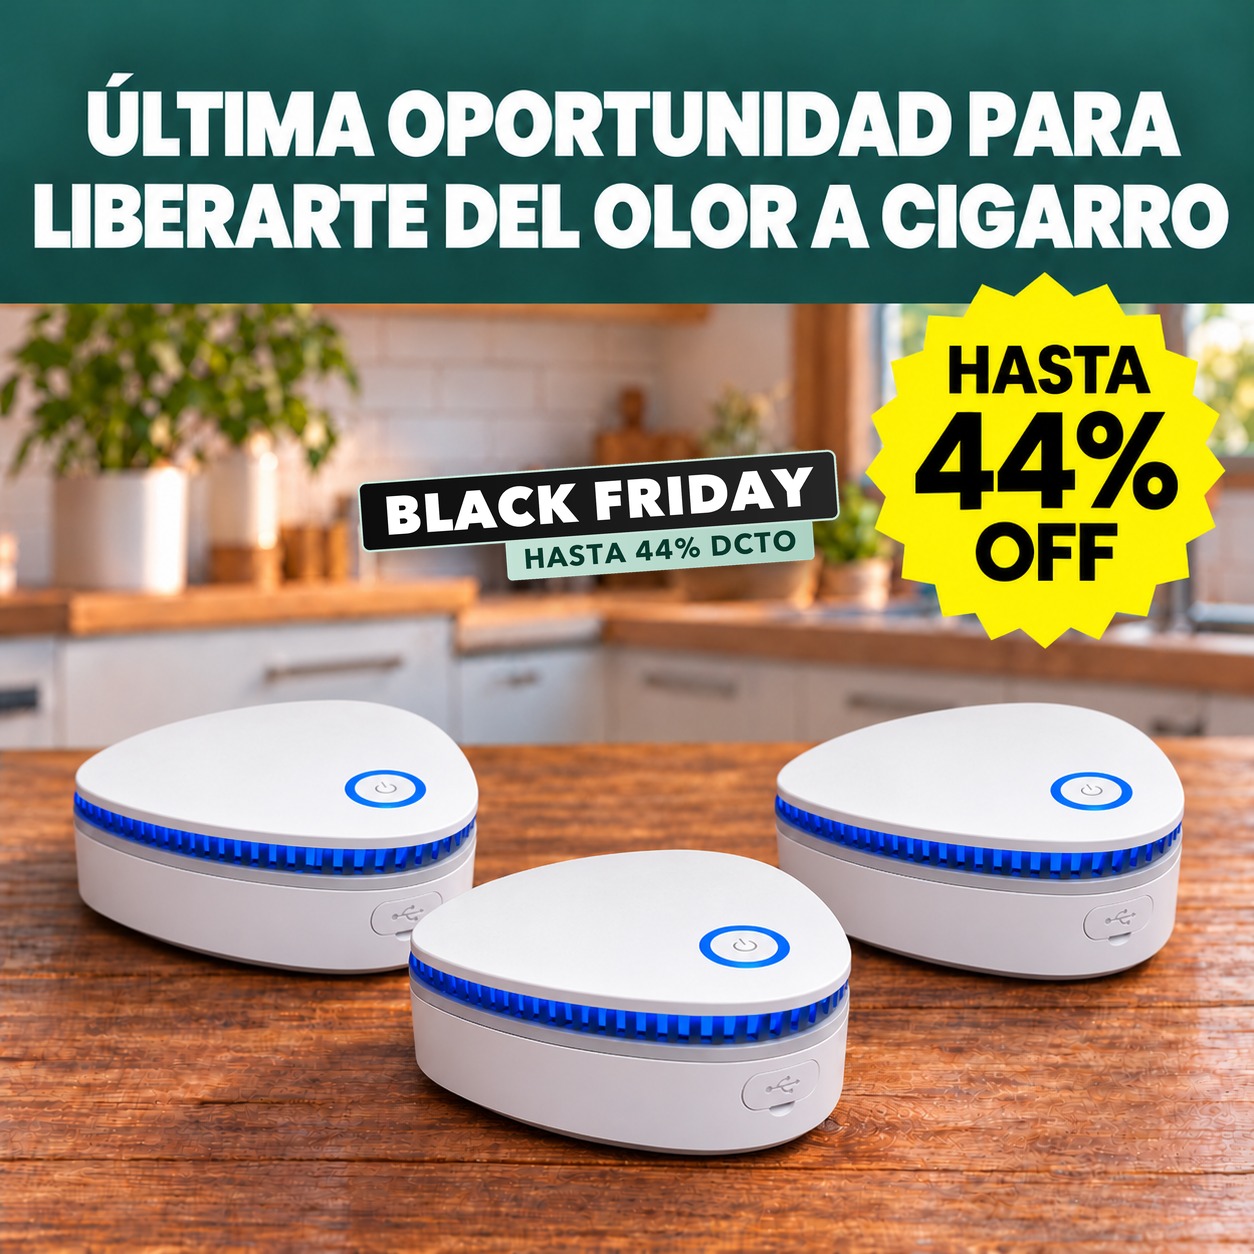 ÚLTIMA OPORTUNIDAD PARA
LIBERARTE DEL OLOR A CIGARRO
HASTA
44%
OFF
BLACK FRIDAY
HASTA 44% DCTO